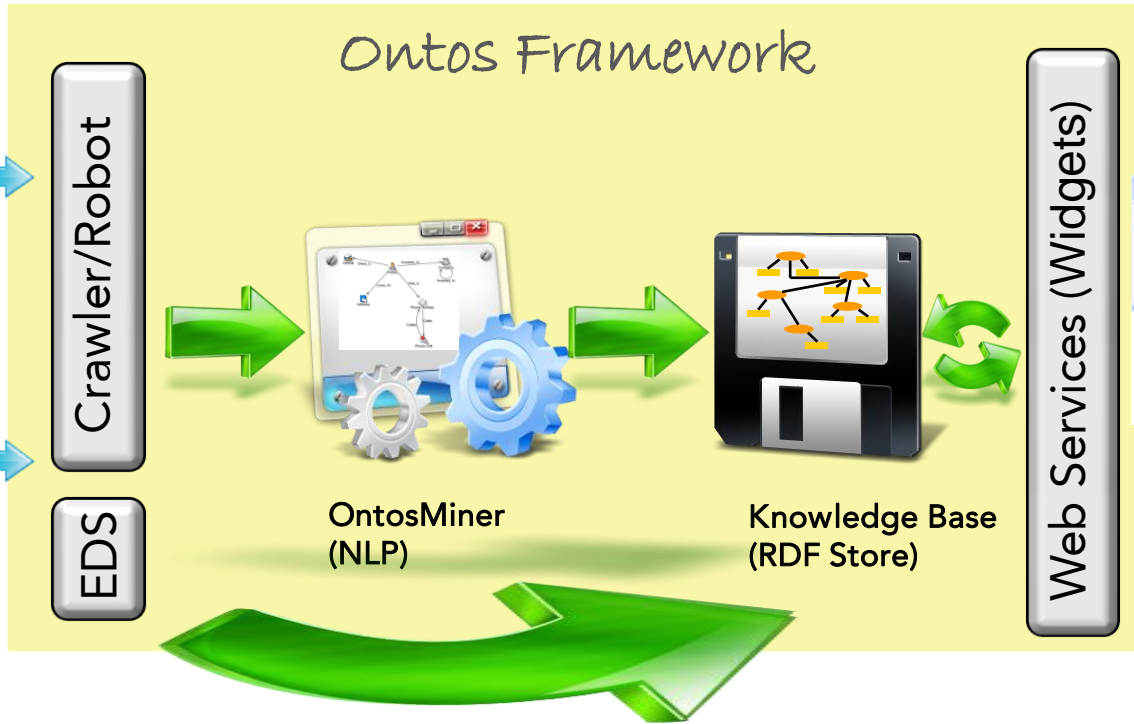 Ontos Framework
Crawler/Robot
EDS
OntosMiner
(NLP)
Knowledge Base
(RDF Store)
Web Services (Widgets)